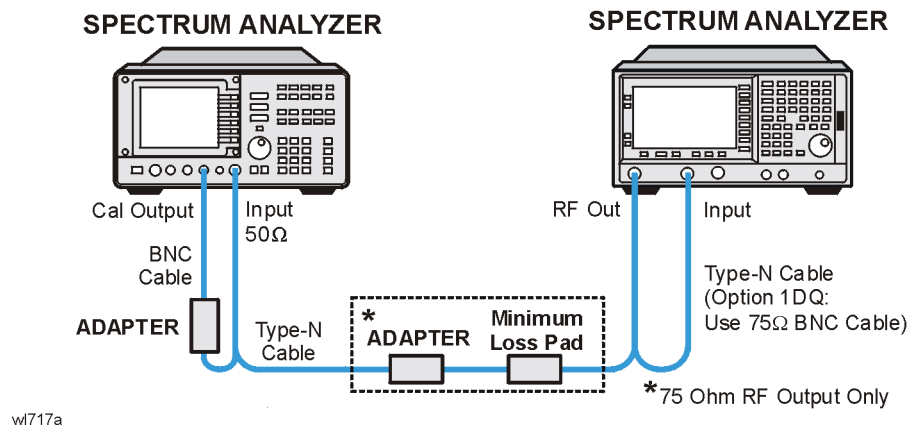 SPECTRUM ANALYZER
SPECTRUM ANALYZER
Cal Output
Input
50Ω
RF Out
Input
BNC
Cable
ADAPTER
Type-N
Cable
*
ADAPTER
Minimum
Loss Pad
Type-N Cable
(Option 1DQ:
Use 75Ω BNC Cable)
*75 Ohm RF Output Only
wl717a